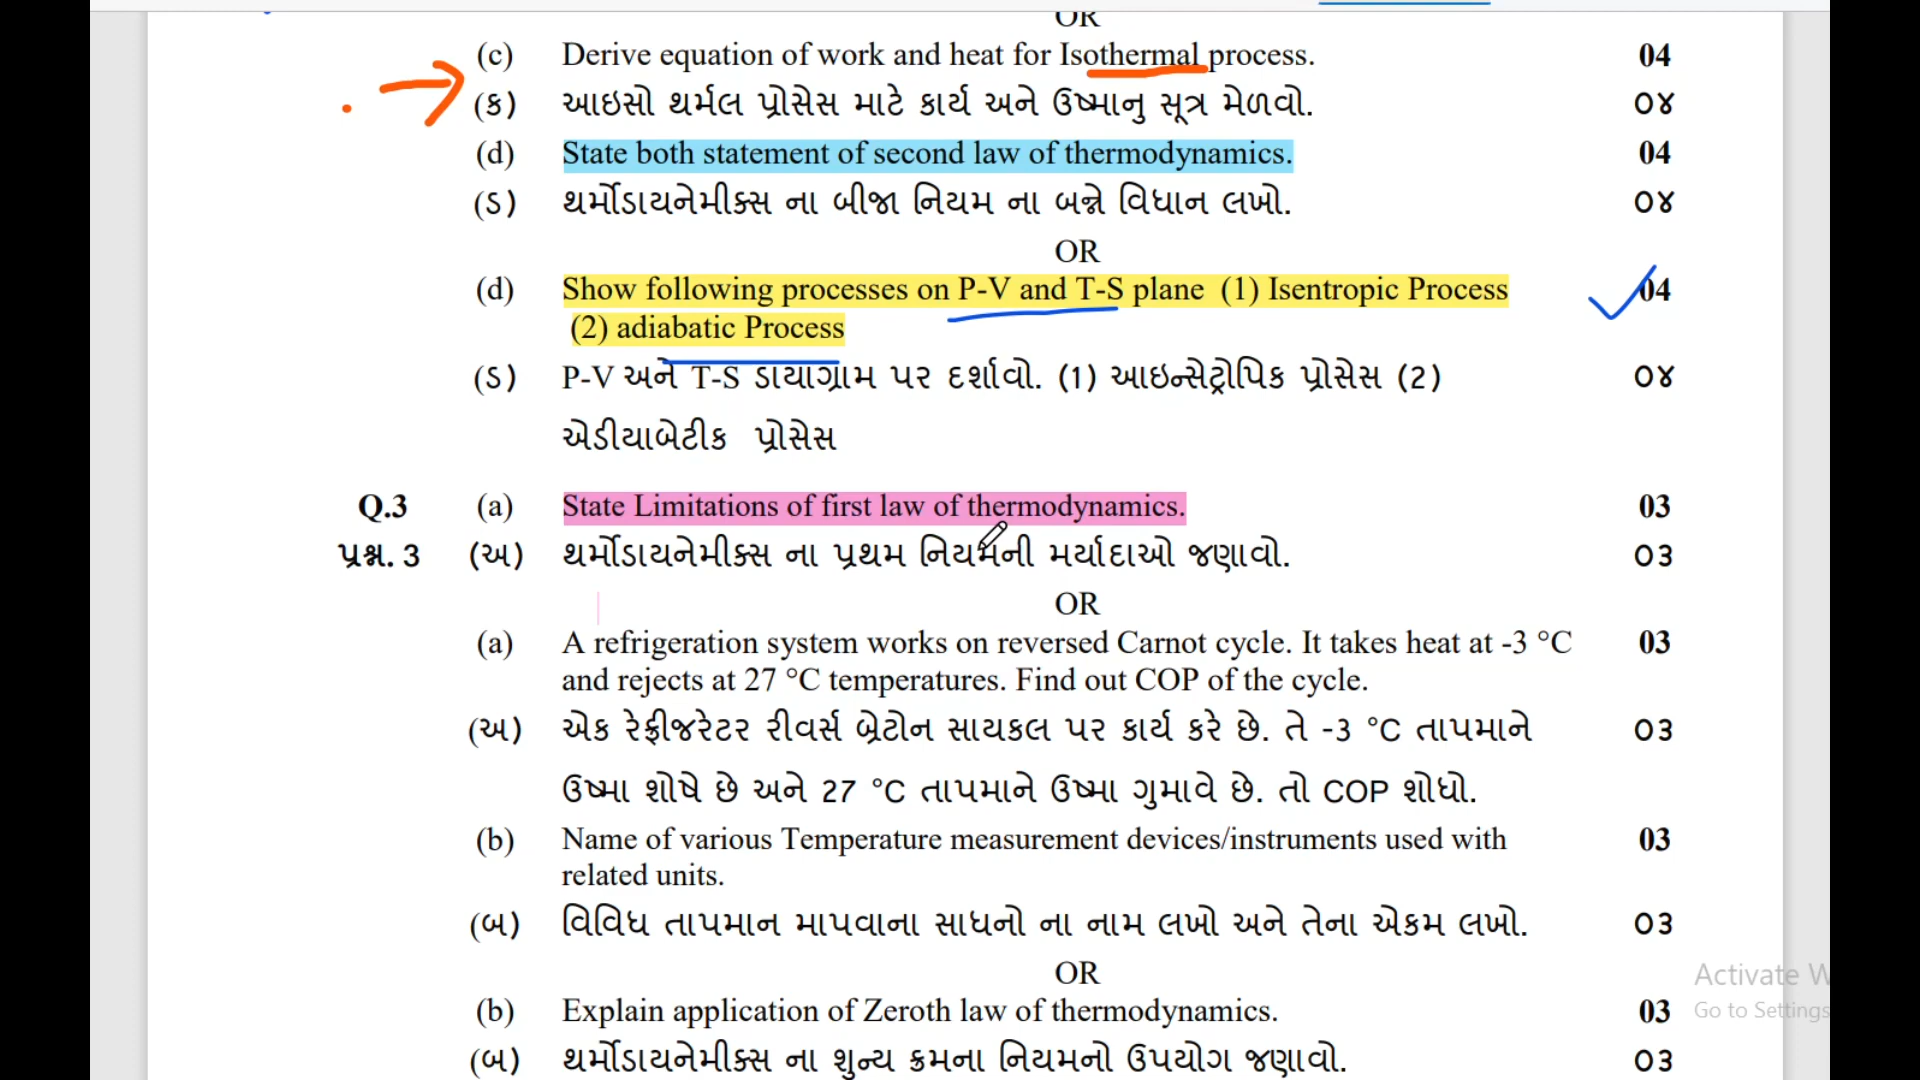 OR
(c) Derive equation of work and heat for Isothermal process. 04
(ક) આઇસો થર્મલ પ્રોસેસ માટે કાર્ય અને ઉષ્માનુ સૂત્ર મેળવો. ૦૪
(d) State both statement of second law of thermodynamics. 04
(ડ) થર્મોડાયનેમીક્સ ના બીજા નિયમ ના બન્ને વિધાન લખો. ૦૪
OR
(d) Show following processes on P-V and T-S plane (1) Isentropic Process 04
(2) adiabatic Process
(ડ) P-V અને T-S ડાયાગ્રામ પર દર્શાવો. (1) આઇન્સેટ્રોપિક પ્રોસેસ (2) ૦૪
એડીયાબેટીક પ્રોસેસ
Q.3 (a) State Limitations of first law of thermodynamics. 03
પ્રશ્ન. 3 (અ) થર્મોડાયનેમીક્સ ના પ્રથમ નિયમની મર્યાદાઓ જણાવો. ૦૩
OR
(a) A refrigeration system works on reversed Carnot cycle. It takes heat at -3 °C 03
and rejects at 27 °C temperatures. Find out COP of the cycle.
(અ) એક રેફ્રીજરેટર રીવર્સ બ્રેટોન સાયકલ પર કાર્ય કરે છે. તે -3 °C તાપમાને ૦૩
ઉષ્મા શોષે છે અને 27 °C તાપમાને ઉષ્મા ગુમાવે છે. તો COP શોધો.
(b) Name of various Temperature measurement devices/instruments used with 03
related units.
(બ) વિવિધ તાપમાન માપવાના સાધનો ના નામ લખો અને તેના એકમ લખો. ૦૩
OR
(b) Explain application of Zeroth law of thermodynamics. 03
(બ) થર્મોડાયનેમીક્સ ના શુન્ય ક્રમના નિયમનો ઉપયોગ જણાવો. ૦૩
Activate W
Go to Settings